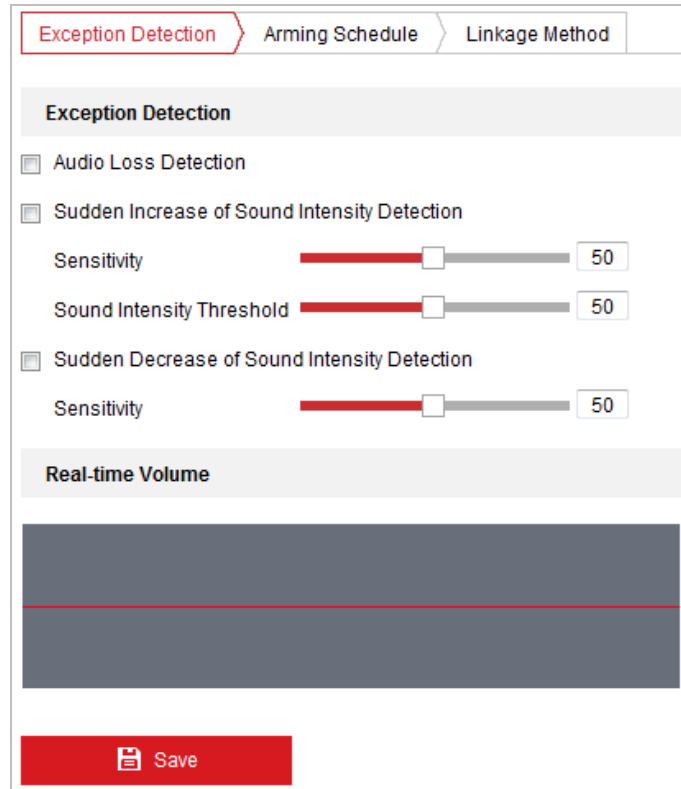 Exception Detection Arming Schedule Linkage Method
Exception Detection
Audio Loss Detection
Sudden Increase of Sound Intensity Detection
Sensitivity 50
Sound Intensity Threshold 50
Sudden Decrease of Sound Intensity Detection
Sensitivity 50
Real-time Volume
Save